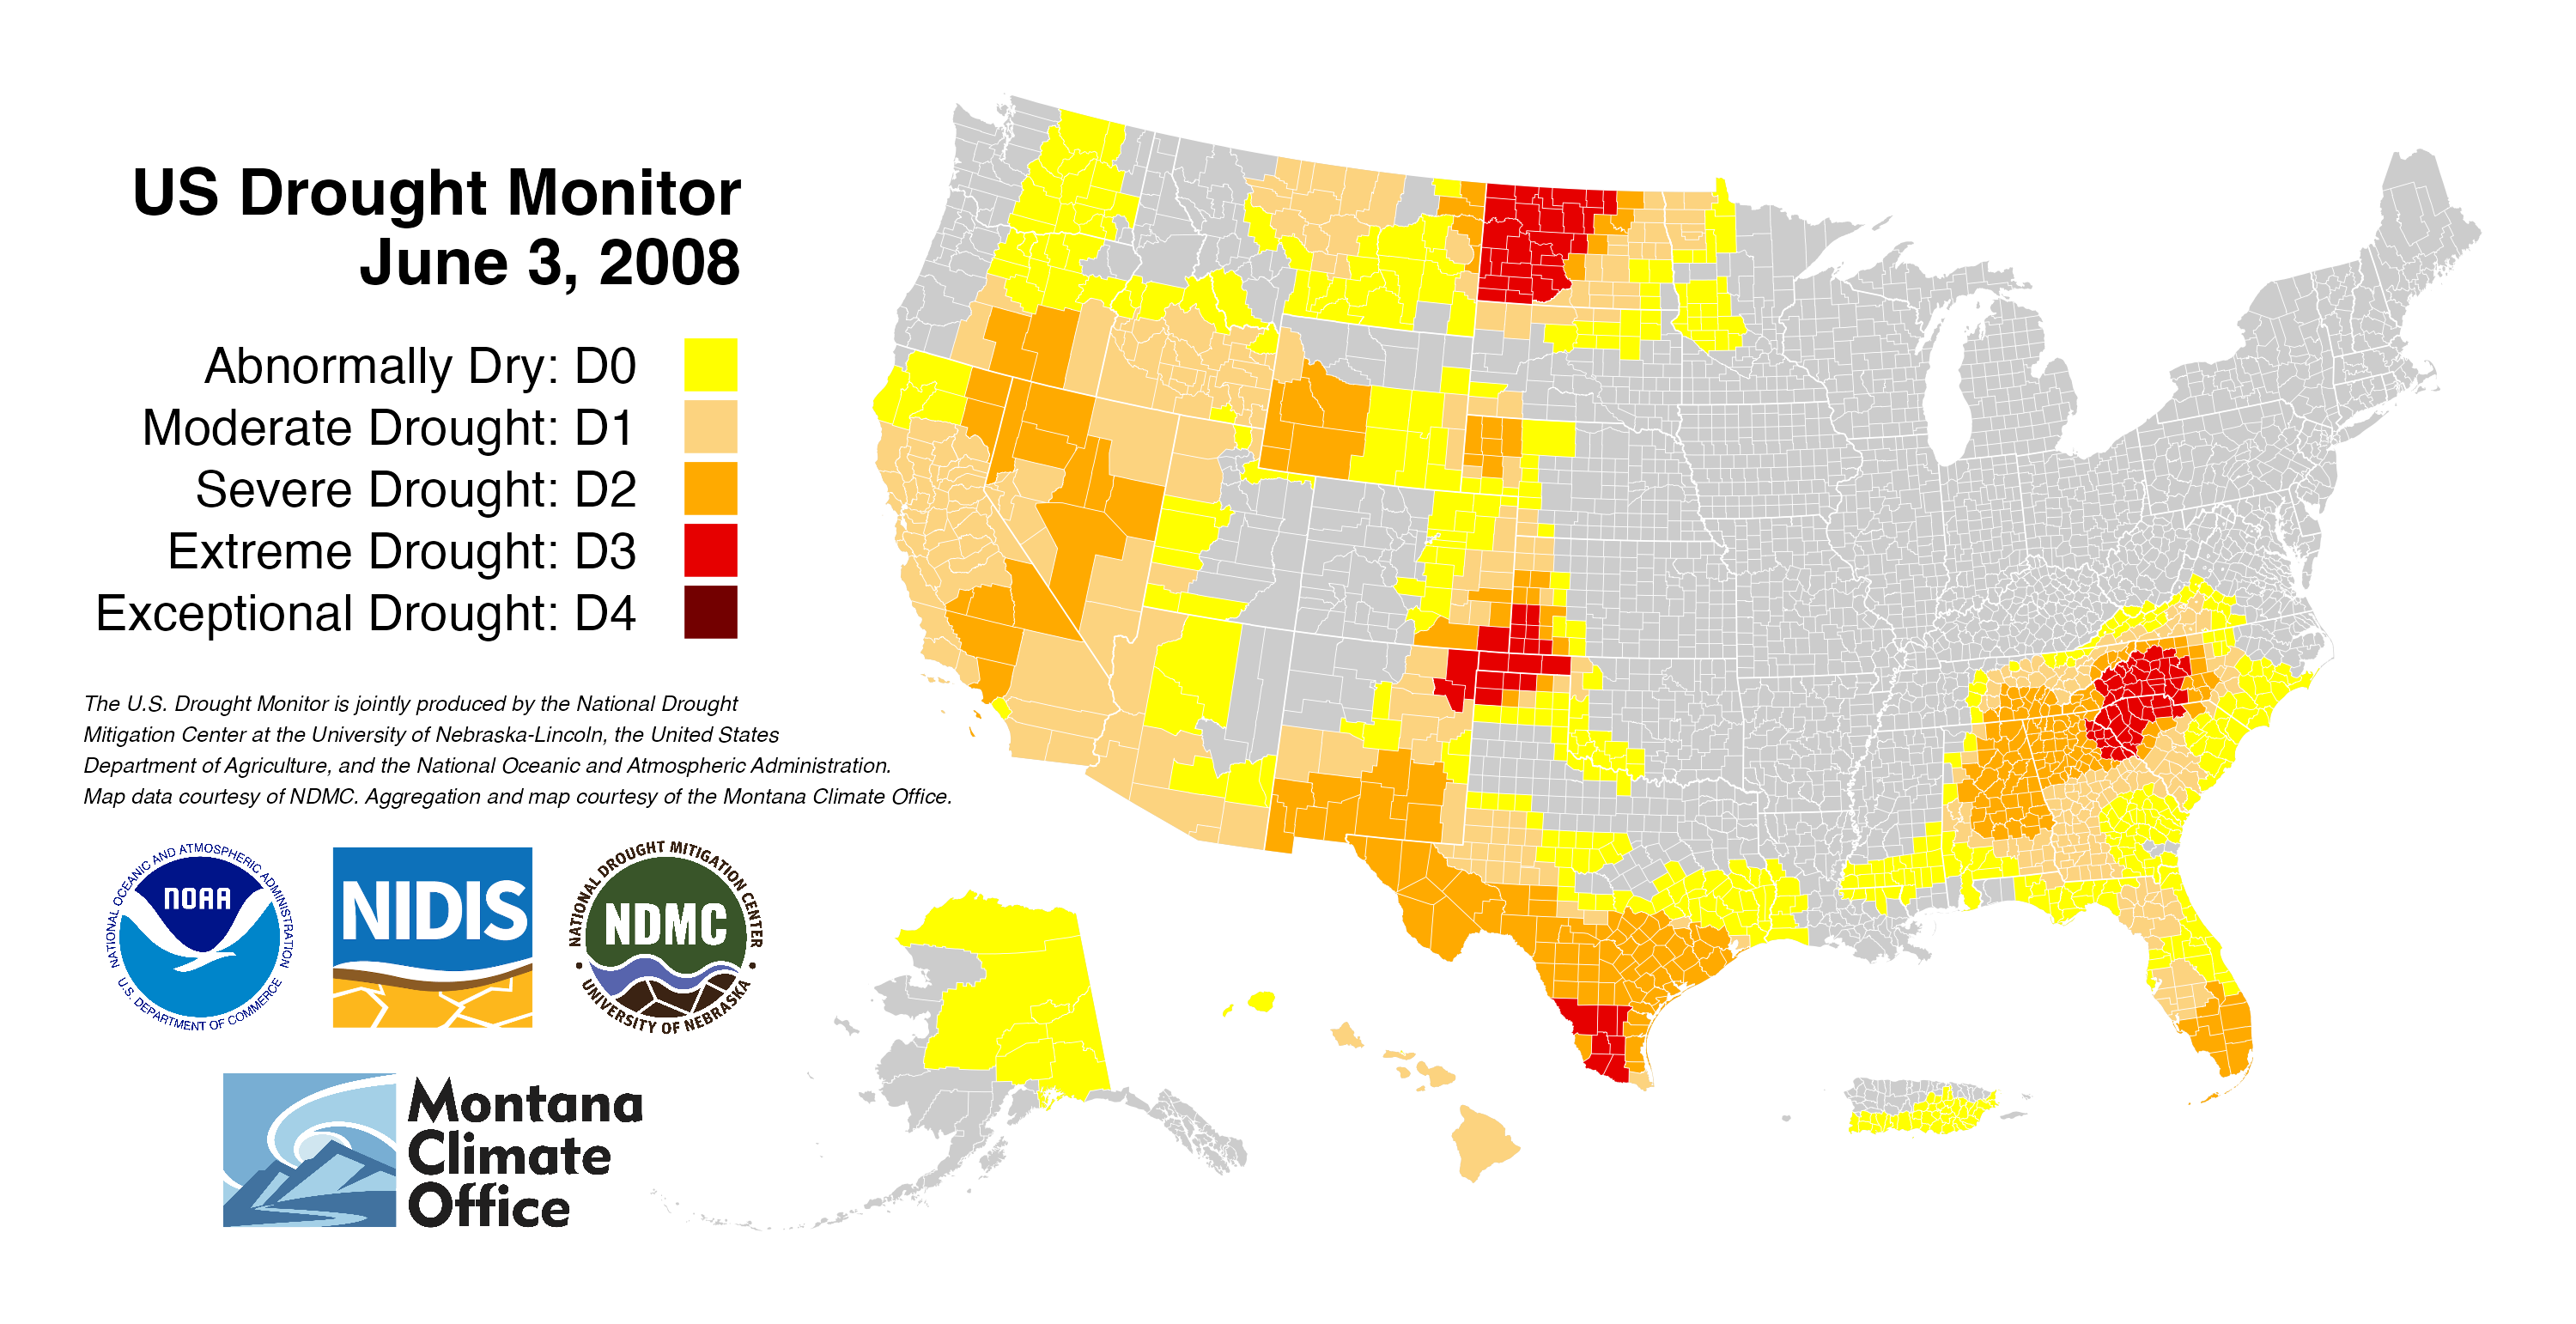 US Drought Monitor
June 3, 2008
Abnormally Dry: D0
Moderate Drought: D1
Severe Drought: D2
Extreme Drought: D3
Exceptional Drought: D4
The U.S. Drought Monitor is jointly produced by the National Drought
Mitigation Center at the University of Nebraska-Lincoln, the United States
Department of Agriculture, and the National Oceanic and Atmospheric Administration.
Map data courtesy of NDMC. Aggregation and map courtesy of the Montana Climate Office.
NATIONAL OCEANIC AND ATMOSPHERIC ADMINISTRATION
NOAA
U.S. DEPARTMENT OF COMMERCE
NIDIS
NATIONAL DROUGHT MITIGATION CENTER
NDMC
UNIVERSITY OF NEBRASKA
Montana
Climate
Office